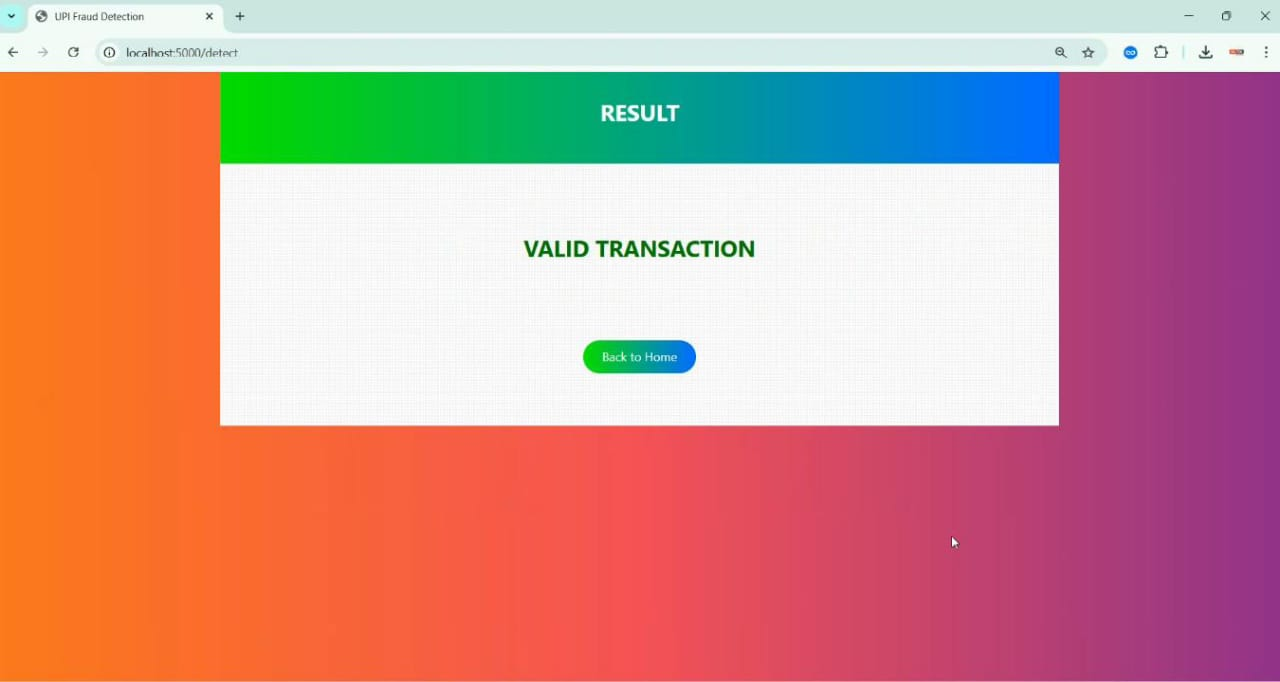 UPI Fraud Detection
localhost:5000/detect
RESULT
VALID TRANSACTION
Back to Home